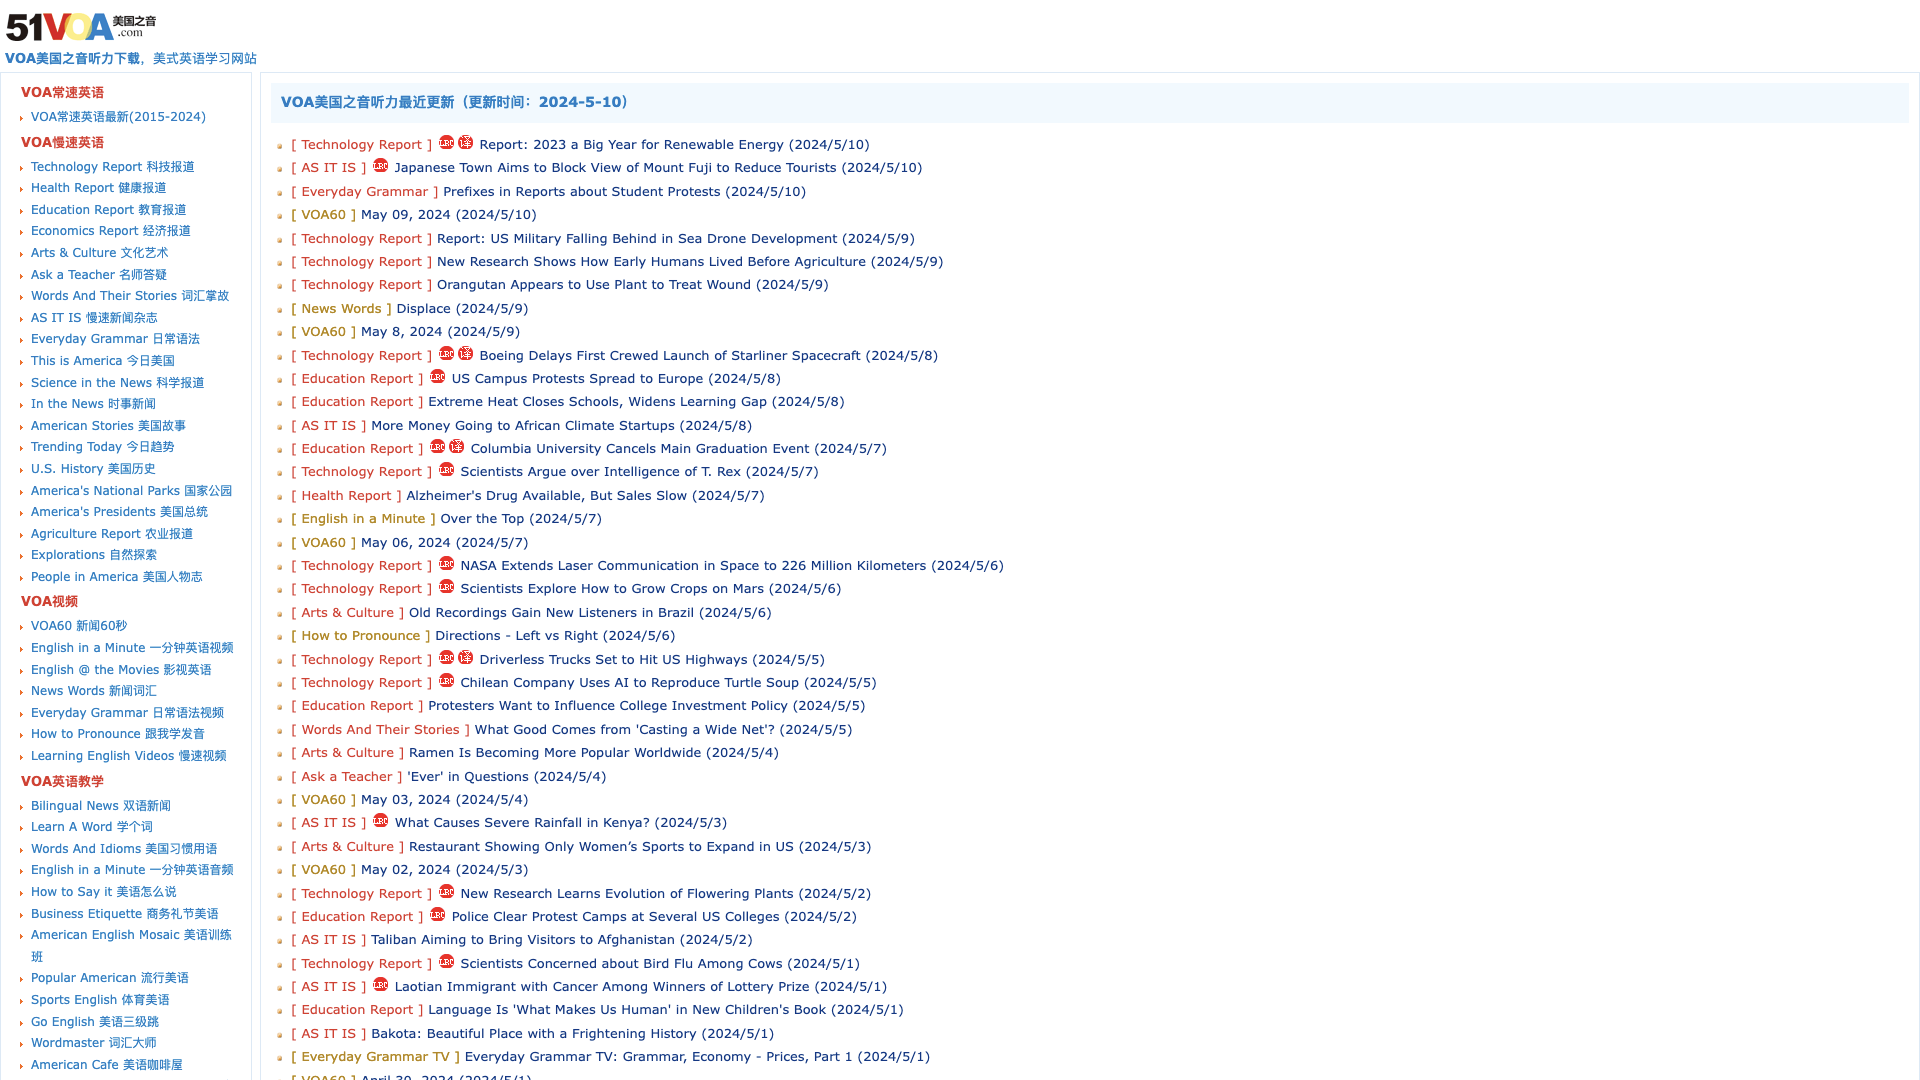 51VOA美国之音.com
VOA美国之音听力下载，美式英语学习网站
VOA常速英语
VOA常速英语最新(2015-2024)
VOA慢速英语
Technology Report 科技报道
Health Report 健康报道
Education Report 教育报道
Economics Report 经济报道
Arts & Culture 文化艺术
Ask a Teacher 名师答疑
Words And Their Stories 词汇掌故
AS IT IS 慢速新闻杂志
Everyday Grammar 日常语法
This is America 今日美国
Science in the News 科学报道
In the News 时事新闻
American Stories 美国故事
Trending Today 今日趋势
U.S. History 美国历史
America's National Parks 国家公园
America's Presidents 美国总统
Agriculture Report 农业报道
Explorations 自然探索
People in America 美国人物志
VOA视频
VOA60 新闻60秒
English in a Minute 一分钟英语视频
English @ the Movies 影视英语
News Words 新闻词汇
Everyday Grammar 日常语法视频
How to Pronounce 跟我学发音
Learning English Videos 慢速视频
VOA英语教学
Bilingual News 双语新闻
Learn A Word 学个词
Words And Idioms 美国习惯用语
English in a Minute 一分钟英语音频
How to Say it 美语怎么说
Business Etiquette 商务礼节美语
American English Mosaic 美语训练
班
Popular American 流行美语
Sports English 体育美语
Go English 美语三级跳
Wordmaster 词汇大师
American Cafe 美语咖啡屋
VOA美国之音听力最近更新（更新时间：2024-5-10）
[ Technology Report ] LRC 译 Report: 2023 a Big Year for Renewable Energy (2024/5/10)
[ AS IT IS ] LRC Japanese Town Aims to Block View of Mount Fuji to Reduce Tourists (2024/5/10)
[ Everyday Grammar ] Prefixes in Reports about Student Protests (2024/5/10)
[ VOA60 ] May 09, 2024 (2024/5/10)
[ Technology Report ] Report: US Military Falling Behind in Sea Drone Development (2024/5/9)
[ Technology Report ] New Research Shows How Early Humans Lived Before Agriculture (2024/5/9)
[ Technology Report ] Orangutan Appears to Use Plant to Treat Wound (2024/5/9)
[ News Words ] Displace (2024/5/9)
[ VOA60 ] May 8, 2024 (2024/5/9)
[ Technology Report ] LRC 译 Boeing Delays First Crewed Launch of Starliner Spacecraft (2024/5/8)
[ Education Report ] LRC US Campus Protests Spread to Europe (2024/5/8)
[ Education Report ] Extreme Heat Closes Schools, Widens Learning Gap (2024/5/8)
[ AS IT IS ] More Money Going to African Climate Startups (2024/5/8)
[ Education Report ] LRC 译 Columbia University Cancels Main Graduation Event (2024/5/7)
[ Technology Report ] LRC Scientists Argue over Intelligence of T. Rex (2024/5/7)
[ Health Report ] Alzheimer's Drug Available, But Sales Slow (2024/5/7)
[ English in a Minute ] Over the Top (2024/5/7)
[ VOA60 ] May 06, 2024 (2024/5/7)
[ Technology Report ] LRC NASA Extends Laser Communication in Space to 226 Million Kilometers (2024/5/6)
[ Technology Report ] LRC Scientists Explore How to Grow Crops on Mars (2024/5/6)
[ Arts & Culture ] Old Recordings Gain New Listeners in Brazil (2024/5/6)
[ How to Pronounce ] Directions - Left vs Right (2024/5/6)
[ Technology Report ] LRC 译 Driverless Trucks Set to Hit US Highways (2024/5/5)
[ Technology Report ] LRC Chilean Company Uses AI to Reproduce Turtle Soup (2024/5/5)
[ Education Report ] Protesters Want to Influence College Investment Policy (2024/5/5)
[ Words And Their Stories ] What Good Comes from 'Casting a Wide Net'? (2024/5/5)
[ Arts & Culture ] Ramen Is Becoming More Popular Worldwide (2024/5/4)
[ Ask a Teacher ] 'Ever' in Questions (2024/5/4)
[ VOA60 ] May 03, 2024 (2024/5/4)
[ AS IT IS ] LRC What Causes Severe Rainfall in Kenya? (2024/5/3)
[ Arts & Culture ] Restaurant Showing Only Women’s Sports to Expand in US (2024/5/3)
[ VOA60 ] May 02, 2024 (2024/5/3)
[ Technology Report ] LRC New Research Learns Evolution of Flowering Plants (2024/5/2)
[ Education Report ] LRC Police Clear Protest Camps at Several US Colleges (2024/5/2)
[ AS IT IS ] Taliban Aiming to Bring Visitors to Afghanistan (2024/5/2)
[ Technology Report ] LRC Scientists Concerned about Bird Flu Among Cows (2024/5/1)
[ AS IT IS ] LRC Laotian Immigrant with Cancer Among Winners of Lottery Prize (2024/5/1)
[ Education Report ] Language Is 'What Makes Us Human' in New Children's Book (2024/5/1)
[ AS IT IS ] Bakota: Beautiful Place with a Frightening History (2024/5/1)
[ Everyday Grammar TV ] Everyday Grammar TV: Grammar, Economy - Prices, Part 1 (2024/5/1)
[ VOA60 ] April 30, 2024 (2024/5/1)